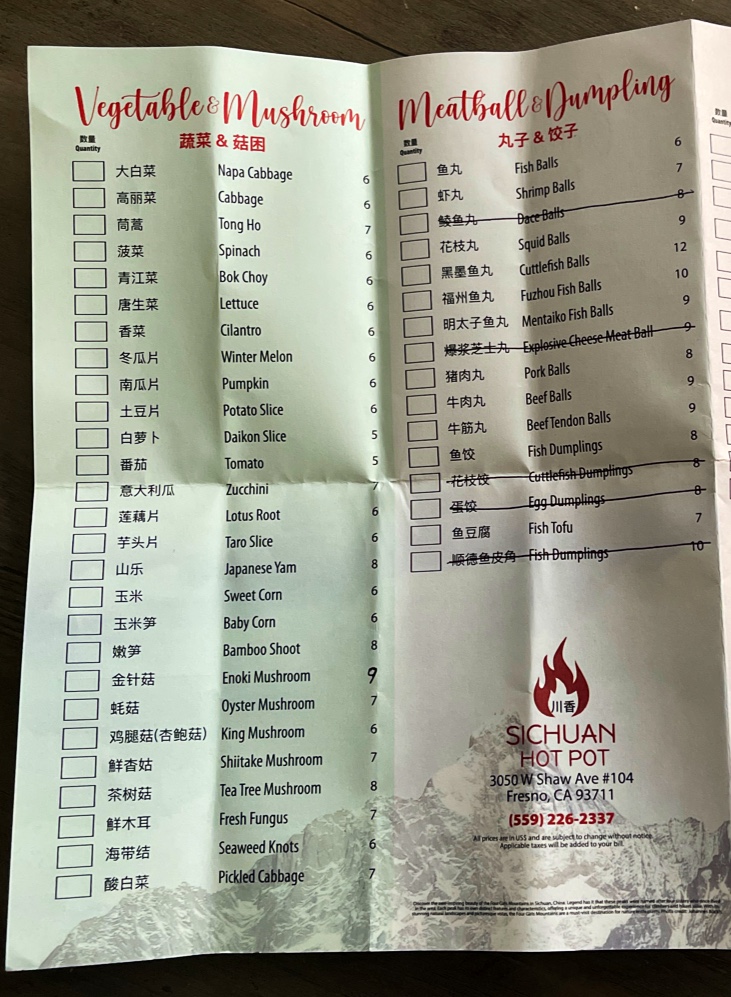 Vegetable & Mushroom
蔬菜 & 菇困
数量
Quantity
大白菜 Napa Cabbage 6
高丽菜 Cabbage 6
茼蒿 Tong Ho 7
菠菜 Spinach 6
青江菜 Bok Choy 6
唐生菜 Lettuce 6
香菜 Cilantro 6
冬瓜片 Winter Melon 6
南瓜片 Pumpkin 6
土豆片 Potato Slice 6
白萝卜 Daikon Slice 5
番茄 Tomato 5
意大利瓜 Zucchini 7
莲藕片 Lotus Root 6
芋头片 Taro Slice 6
山乐 Japanese Yam 8
玉米 Sweet Corn 6
玉米笋 Baby Corn 6
嫩笋 Bamboo Shoot 8
金针菇 Enoki Mushroom 9
蚝菇 Oyster Mushroom 7
鸡腿菇(杏鲍菇) King Mushroom 6
鲜杳姑 Shiitake Mushroom 7
茶树菇 Tea Tree Mushroom 8
鲜木耳 Fresh Fungus 7
海带结 Seaweed Knots 6
酸白菜 Pickled Cabbage 7
Meatball & Dumpling
丸子 & 饺子
数量
Quantity
鱼丸 Fish Balls 6
虾丸 Shrimp Balls 7
鲮鱼丸 Dace Balls 8
花枝丸 Squid Balls 9
黑墨鱼丸 Cuttlefish Balls 12
福州鱼丸 Fuzhou Fish Balls 10
明太子鱼丸 Mentaiko Fish Balls 9
爆浆芝士丸 Explosive Cheese Meat Ball 9
猪肉丸 Pork Balls 8
牛肉丸 Beef Balls 9
牛筋丸 Beef Tendon Balls 9
鱼饺 Fish Dumplings 8
花枝饺 Cuttlefish Dumplings 8
蛋饺 Egg Dumplings 8
鱼豆腐 Fish Tofu 7
顺德鱼皮角 Fish Dumplings 10
川香
SICHUAN
HOT POT
3050 W Shaw Ave #104
Fresno, CA 93711
(559) 226-2337
All prices are in US$ and are subject to change without notice.
Applicable taxes will be added to your bill.
数量
Quantity